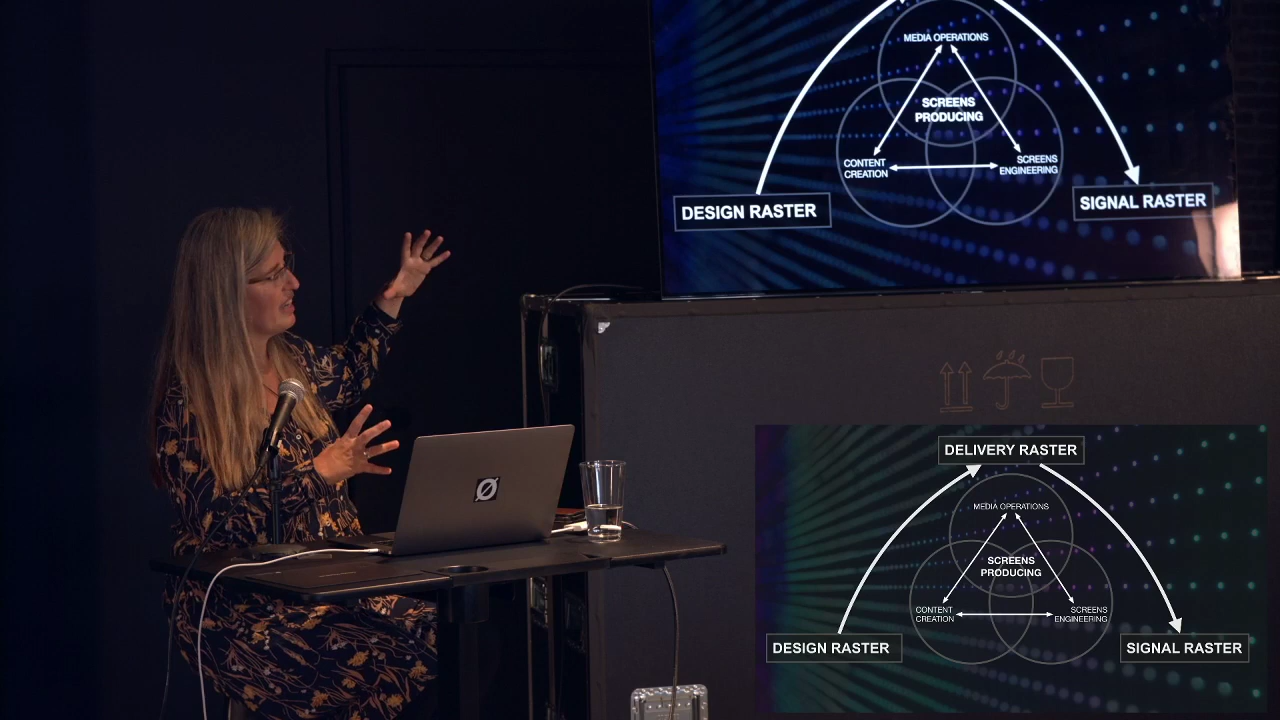 MEDIA OPERATIONS
SCREENS
PRODUCING
CONTENT
CREATION
SCREENS
ENGINEERING
DESIGN RASTER
SIGNAL RASTER
DELIVERY RASTER
MEDIA OPERATIONS
SCREENS
PRODUCING
CONTENT
CREATION
SCREENS
ENGINEERING
DESIGN RASTER
SIGNAL RASTER